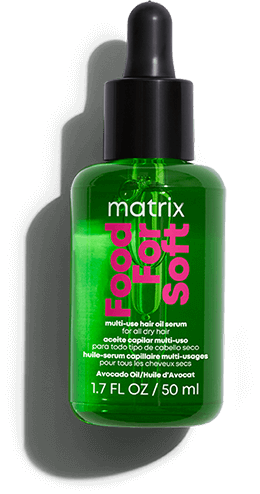 matrix
Food
For
Soft
multi-use hair oil serum
for all dry hair
aceite capilar multi-uso
para todo tipo de cabello seco
huile-serum capillaire multi-usages
pour tous les cheveux secs
Avocado Oil/Huile d'Avocat
1.7 FL OZ/50 ml